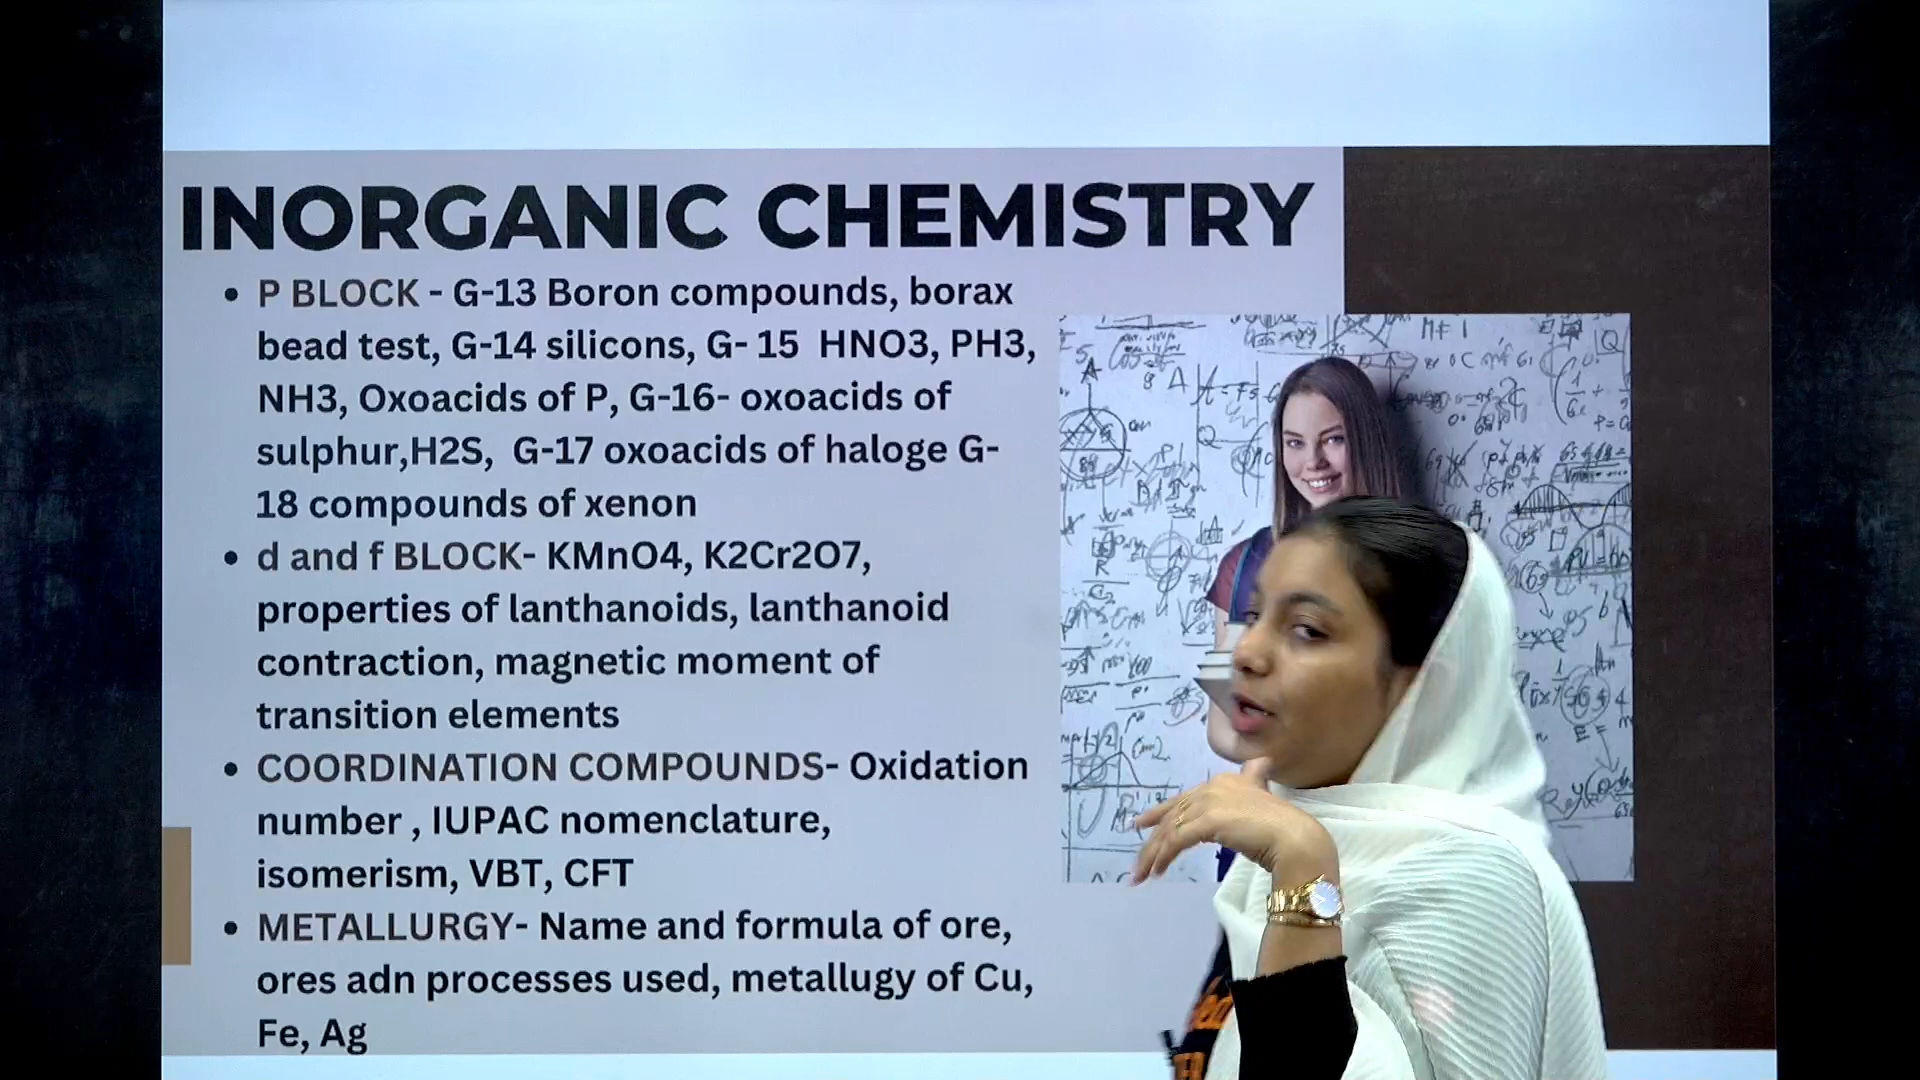 INORGANIC CHEMISTRY
• P BLOCK - G-13 Boron compounds, borax
bead test, G-14 silicons, G- 15 HNO3, PH3,
NH3, Oxoacids of P, G-16- oxoacids of
sulphur,H2S, G-17 oxoacids of haloge G-
18 compounds of xenon
• d and f BLOCK- KMnO4, K2Cr2O7,
properties of lanthanoids, lanthanoid
contraction, magnetic moment of
transition elements
• COORDINATION COMPOUNDS- Oxidation
number , IUPAC nomenclature,
isomerism, VBT, CFT
• METALLURGY- Name and formula of ore,
ores adn processes used, metallugy of Cu,
Fe, Ag